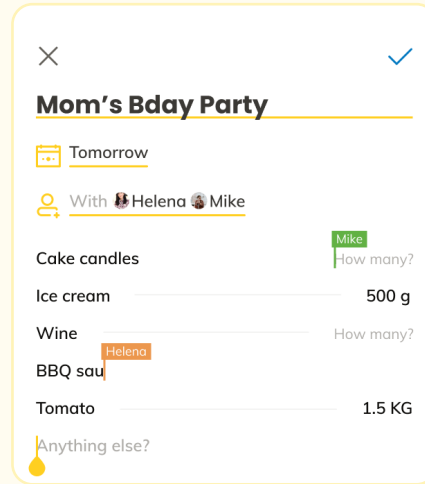 Mom's Bday Party
Tomorrow
With Helena Mike
Mike
Cake candles How many?
Ice cream 500 g
Wine How many?
Helena
BBQ sau
Tomato 1.5 KG
Anything else?